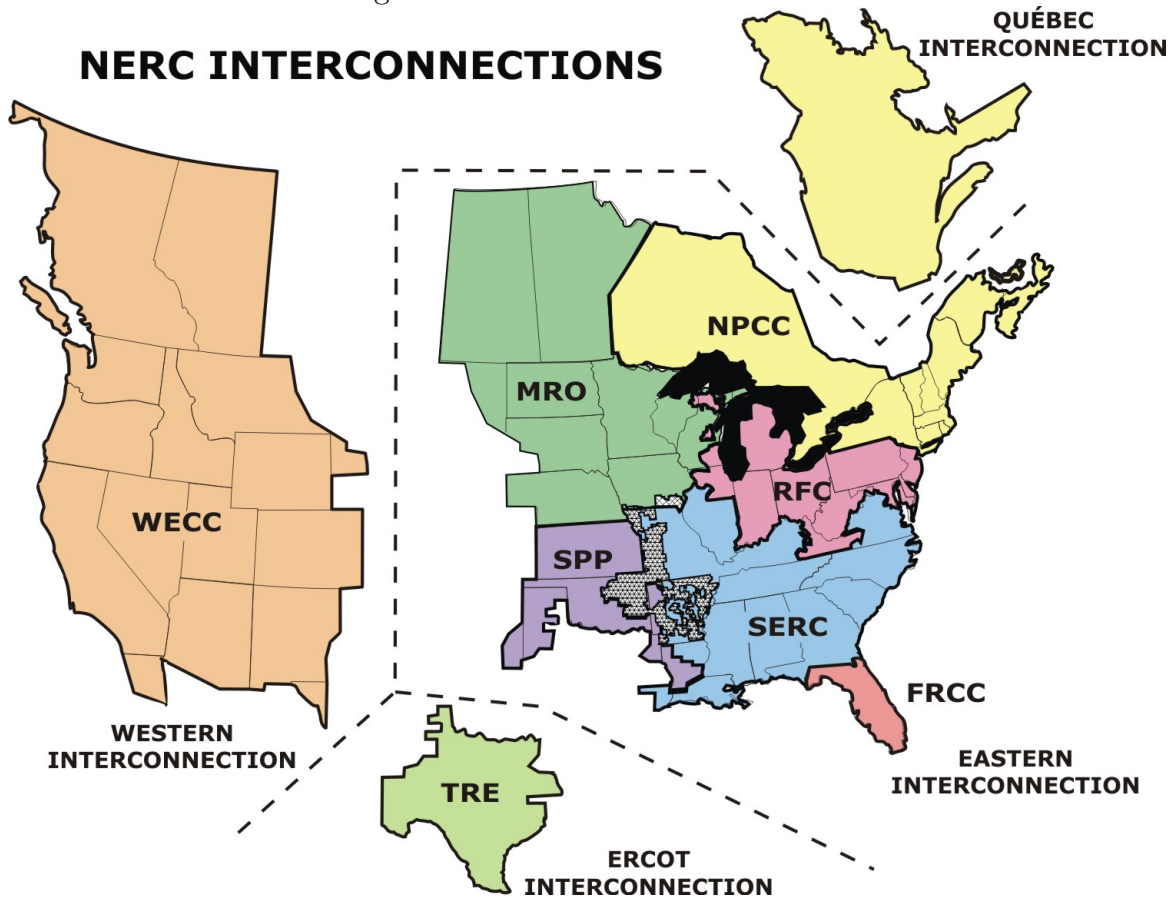 NERC INTERCONNECTIONS
QUÉBEC
INTERCONNECTION
NPCC
MRO
RFC
WECC
SPP
SERC
FRCC
WESTERN
INTERCONNECTION
EASTERN
INTERCONNECTION
TRE
ERCOT
INTERCONNECTION